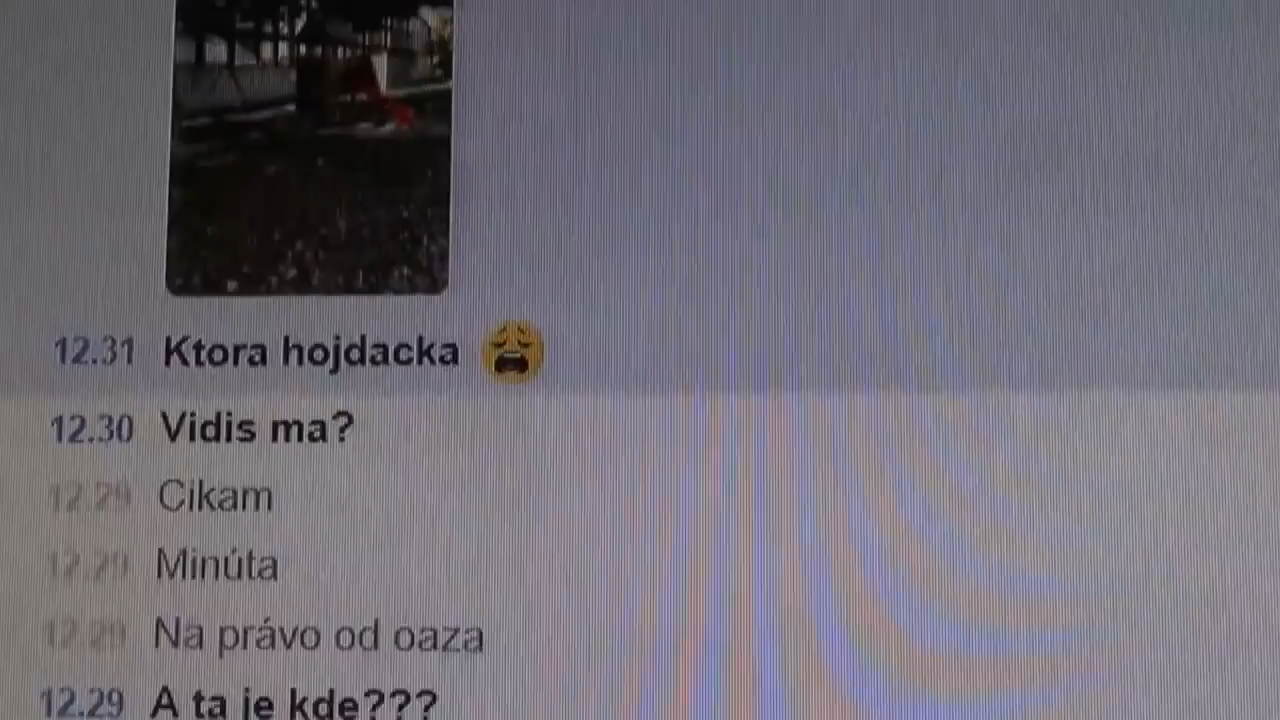 12.31 Ktora hojdacka 😩
12.30 Vidis ma?
12.29 Cikam
12.29 Minúta
12.29 Na právo od oaza
12.29 A ta je kde???